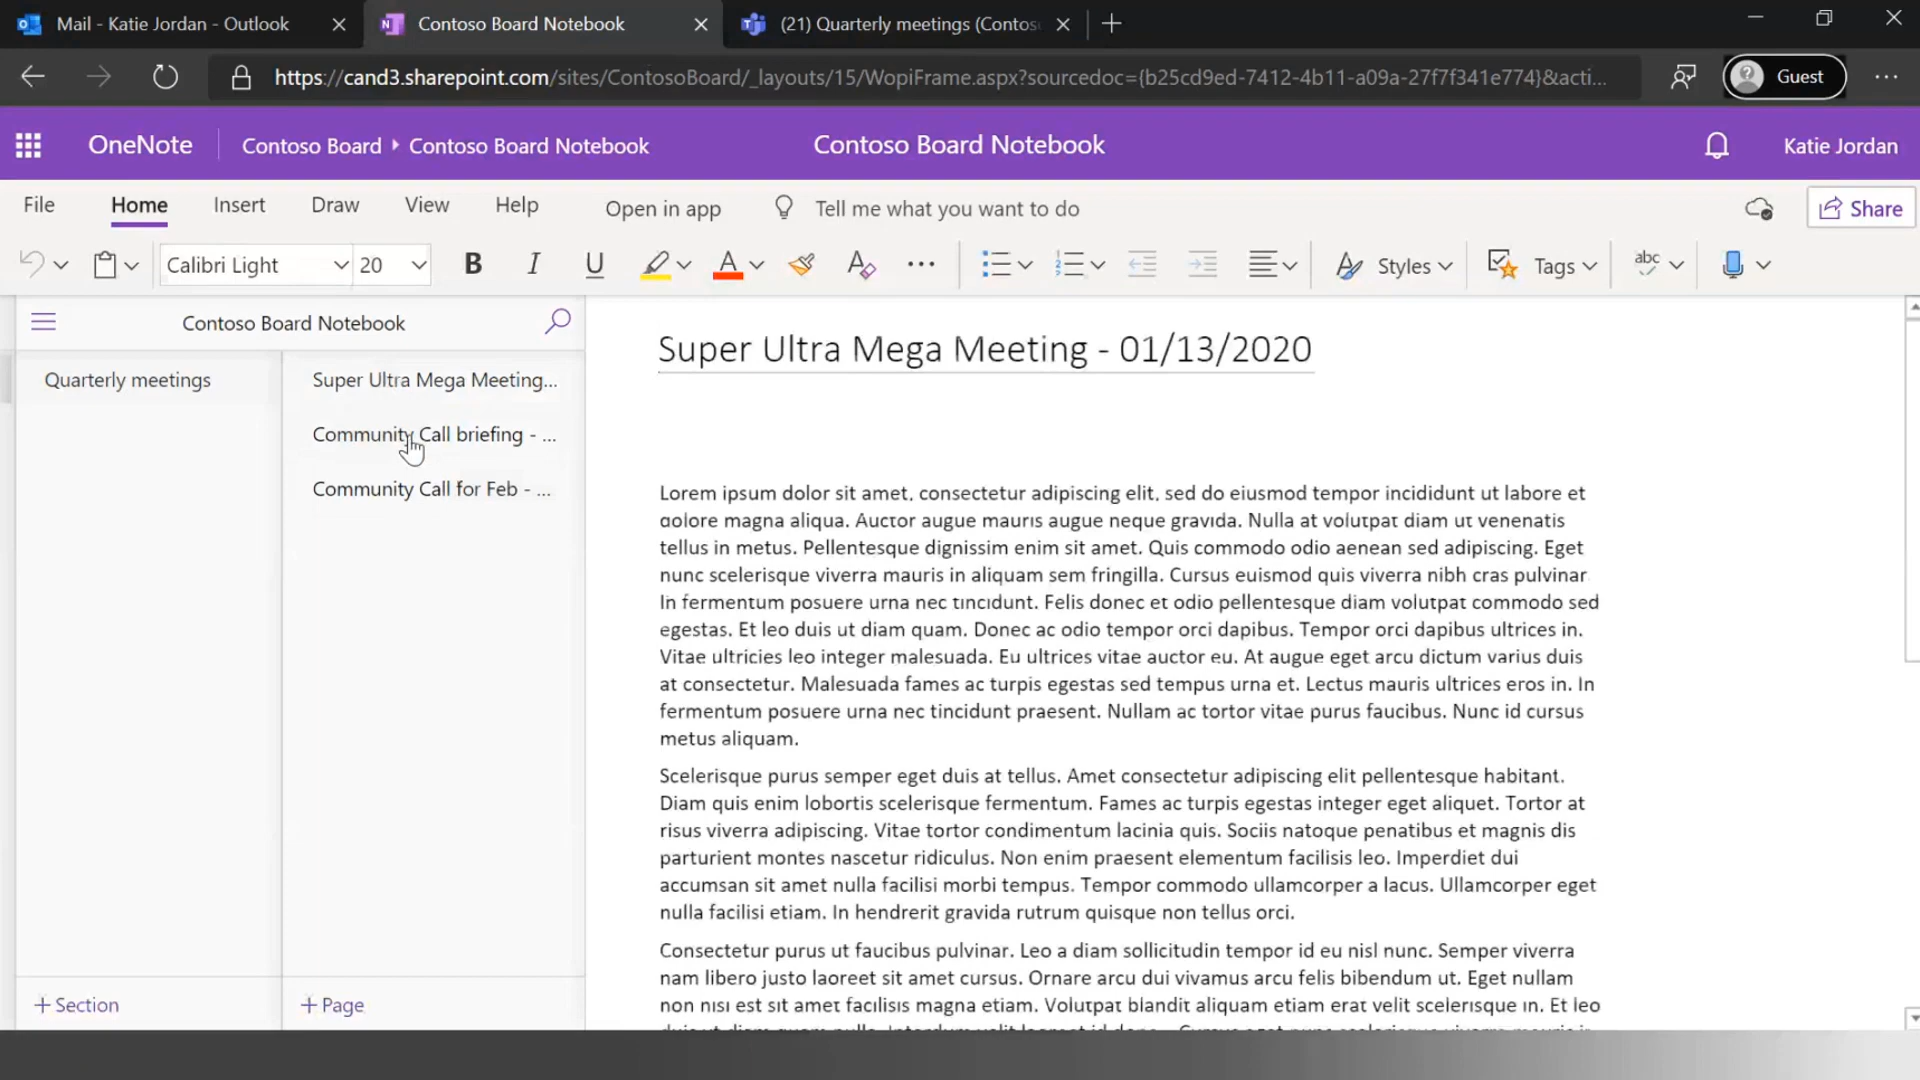 Mail - Katie Jordan - Outlook
Contoso Board Notebook
(21) Quarterly meetings (Contos
https://cand3.sharepoint.com/sites/ContosoBoard/_layouts/15/WopiFrame.aspx?sourcedoc={b25cd9ed-7412-4b11-a09a-27f7f341e774}&acti...
Guest
OneNote
Contoso Board
Contoso Board Notebook
Contoso Board Notebook
Katie Jordan
File
Home
Insert
Draw
View
Help
Open in app
Tell me what you want to do
Share
Calibri Light
20
B
I
U
A
A
Styles
Tags
abc
Contoso Board Notebook
Quarterly meetings
Super Ultra Mega Meeting...
Community Call briefing - ...
Community Call for Feb - ...
+ Section
+ Page
Super Ultra Mega Meeting - 01/13/2020
Lorem ipsum dolor sit amet, consectetur adipiscing elit, sed do eiusmod tempor incididunt ut labore et
dolore magna aliqua. Auctor augue mauris augue neque gravida. Nulla at volutpat diam ut venenatis
tellus in metus. Pellentesque dignissim enim sit amet. Quis commodo odio aenean sed adipiscing. Eget
nunc scelerisque viverra mauris in aliquam sem fringilla. Cursus euismod quis viverra nibh cras pulvinar
In fermentum posuere urna nec tincidunt. Felis donec et odio pellentesque diam volutpat commodo sed
egestas. Et leo duis ut diam quam. Donec ac odio tempor orci dapibus. Tempor orci dapibus ultrices in.
Vitae ultricies leo integer malesuada. Eu ultrices vitae auctor eu. At augue eget arcu dictum varius duis
at consectetur. Malesuada fames ac turpis egestas sed tempus urna et. Lectus mauris ultrices eros in. In
fermentum posuere urna nec tincidunt praesent. Nullam ac tortor vitae purus faucibus. Nunc id cursus
metus aliquam.
Scelerisque purus semper eget duis at tellus. Amet consectetur adipiscing elit pellentesque habitant.
Diam quis enim lobortis scelerisque fermentum. Fames ac turpis egestas integer eget aliquet. Tortor at
risus viverra adipiscing. Vitae tortor condimentum lacinia quis. Sociis natoque penatibus et magnis dis
parturient montes nascetur ridiculus. Non enim praesent elementum facilisis leo. Imperdiet dui
accumsan sit amet nulla facilisi morbi tempus. Tempor commodo ullamcorper a lacus. Ullamcorper eget
nulla facilisi etiam. In hendrerit gravida rutrum quisque non tellus orci.
Consectetur purus ut faucibus pulvinar. Leo a diam sollicitudin tempor id eu nisl nunc. Semper viverra
nam libero justo laoreet sit amet cursus. Ornare arcu dui vivamus arcu felis bibendum ut. Eget nullam
non nisi est sit amet facilisis magna etiam. Volutpat blandit aliquam etiam erat velit scelerisque in. Et leo